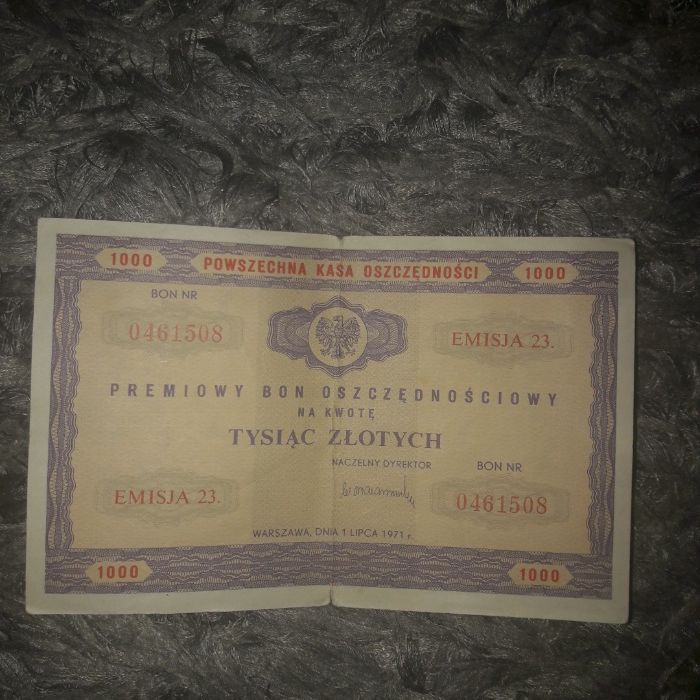 1000 POWSZECHNA KASA OSZCZĘDNOŚCI 1000
BON NR
0461508
EMISJA 23.
PREMIOWY BON OSZCZĘDNOŚCIOWY
NA KWOTĘ
TYSIĄC ZŁOTYCH
NACZELNY DYREKTOR
BON NR
EMISJA 23.
0461508
WARSZAWA, DNIA 1 LIPCA 1971 r.
1000
1000